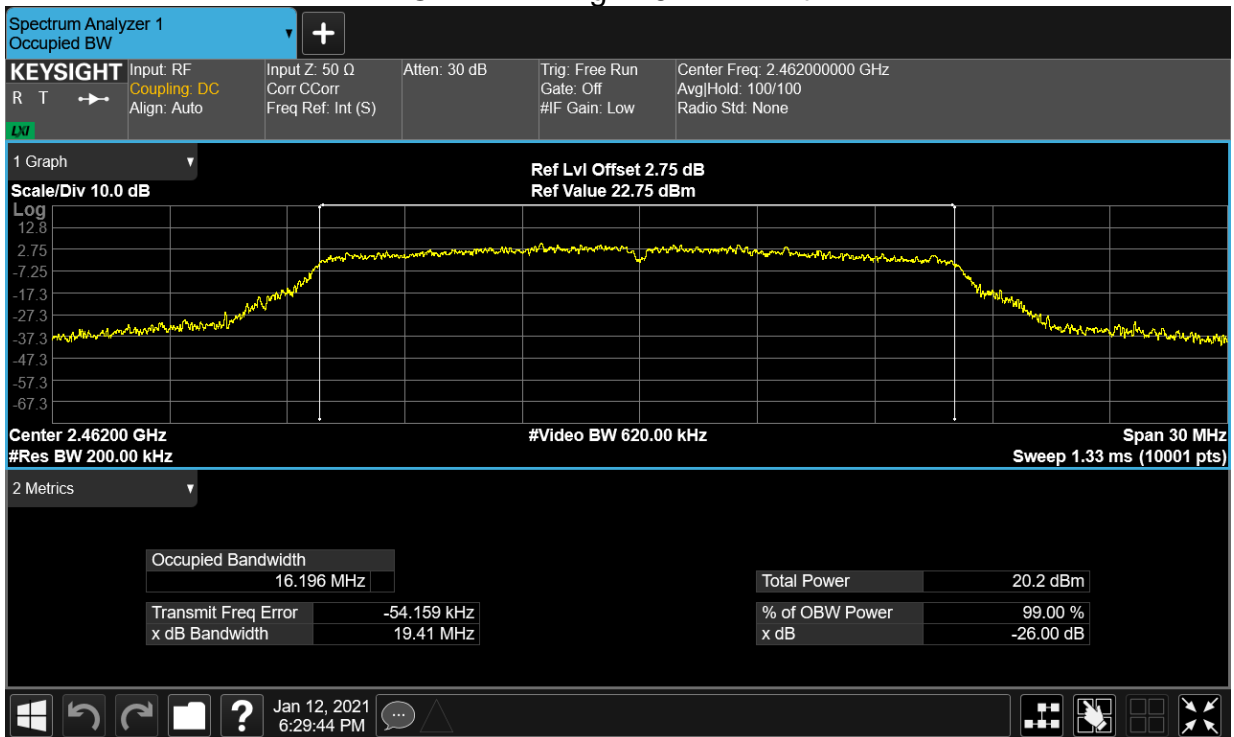 Spectrum Analyzer 1
Occupied BW
KEYSIGHT
R T
LXI
Input: RF
Coupling: DC
Align: Auto
Input Z: 50 Ω
Corr CCorr
Freq Ref: Int (S)
Atten: 30 dB
Trig: Free Run
Gate: Off
#IF Gain: Low
Center Freq: 2.462000000 GHz
Avg|Hold: 100/100
Radio Std: None
1 Graph
Scale/Div 10.0 dB
Ref Lvl Offset 2.75 dB
Ref Value 22.75 dBm
Log
12.8
2.75
-7.25
-17.3
-27.3
-37.3
-47.3
-57.3
-67.3
Center 2.46200 GHz
#Res BW 200.00 kHz
#Video BW 620.00 kHz
Span 30 MHz
Sweep 1.33 ms (10001 pts)
2 Metrics
Occupied Bandwidth
16.196 MHz
Transmit Freq Error -54.159 kHz
x dB Bandwidth 19.41 MHz
Total Power 20.2 dBm
% of OBW Power 99.00 %
x dB -26.00 dB
Jan 12, 2021
6:29:44 PM